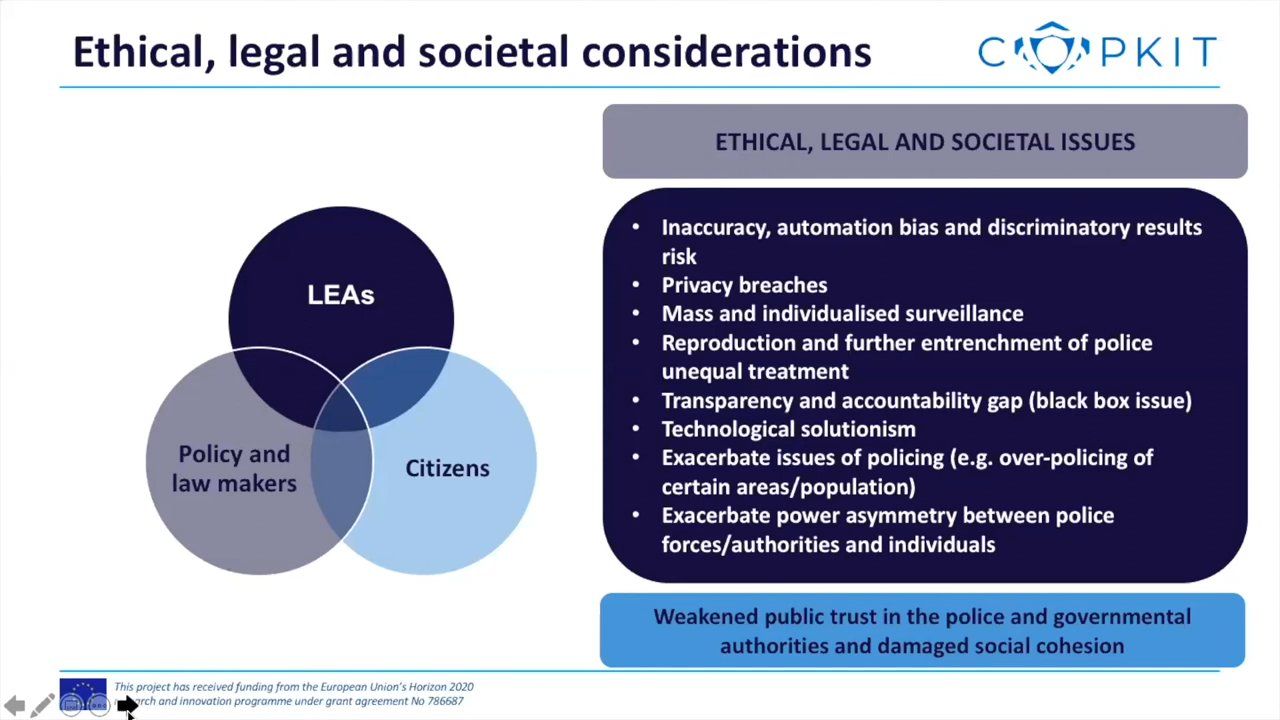 Ethical, legal and societal considerations
COPKIT
ETHICAL, LEGAL AND SOCIETAL ISSUES
LEAs
Policy and
law makers
Citizens
• Inaccuracy, automation bias and discriminatory results
risk
• Privacy breaches
• Mass and individualised surveillance
• Reproduction and further entrenchment of police
unequal treatment
• Transparency and accountability gap (black box issue)
• Technological solutionism
• Exacerbate issues of policing (e.g. over-policing of
certain areas/population)
• Exacerbate power asymmetry between police
forces/authorities and individuals
Weakened public trust in the police and governmental
authorities and damaged social cohesion
This project has received funding from the European Union's Horizon 2020
and innovation programme under grant agreement No 786687